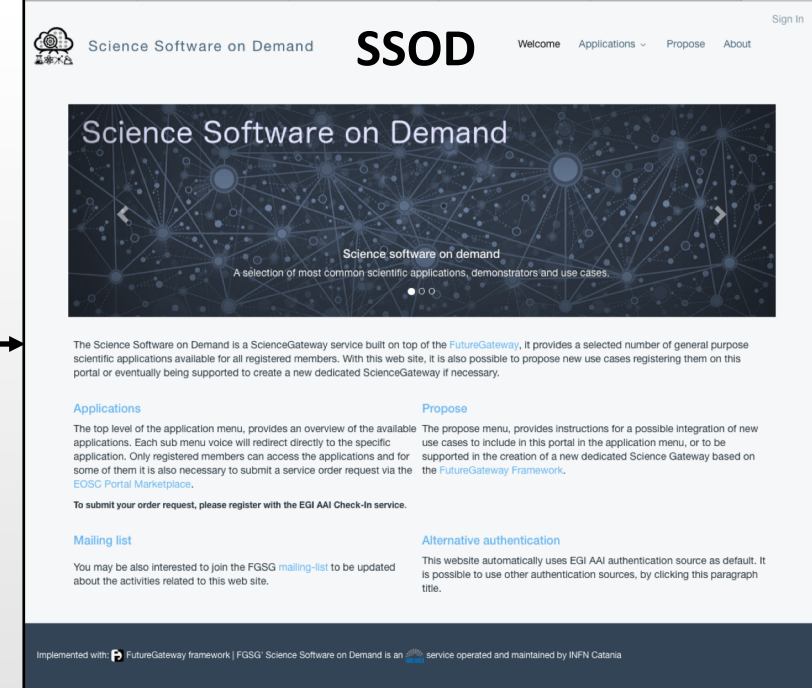 Sign In
Science Software on Demand
SSOD
Welcome Applications Propose About
Science Software on Demand
Science software on demand
A selection of most common scientific applications, demonstrators and use cases.
The Science Software on Demand is a ScienceGateway service built on top of the FutureGateway, it provides a selected number of general purpose
scientific applications available for all registered members. With this web site, it is also possible to propose new use cases registering them on this
portal or eventually being supported to create a new dedicated ScienceGateway if necessary.
Applications
The top level of the application menu, provides an overview of the available
applications. Each sub menu voice will redirect directly to the specific
application. Only registered members can access the applications and for
some of them it is also necessary to submit a service order request via the
EOSC Portal Marketplace.
To submit your order request, please register with the EGI AAI Check-In service.
Propose
The propose menu, provides instructions for a possible integration of new
use cases to include in this portal in the application menu, or to be
supported in the creation of a new dedicated Science Gateway based on
the FutureGateway Framework.
Mailing list
You may be also interested to join the FGSG mailing-list to be updated
about the activities related to this web site.
Alternative authentication
This website automatically uses EGI AAI authentication source as default. It
is possible to use other authentication sources, by clicking this paragraph
title.
Implemented with: FutureGateway framework | FGSG' Science Software on Demand is an service operated and maintained by INFN Catania